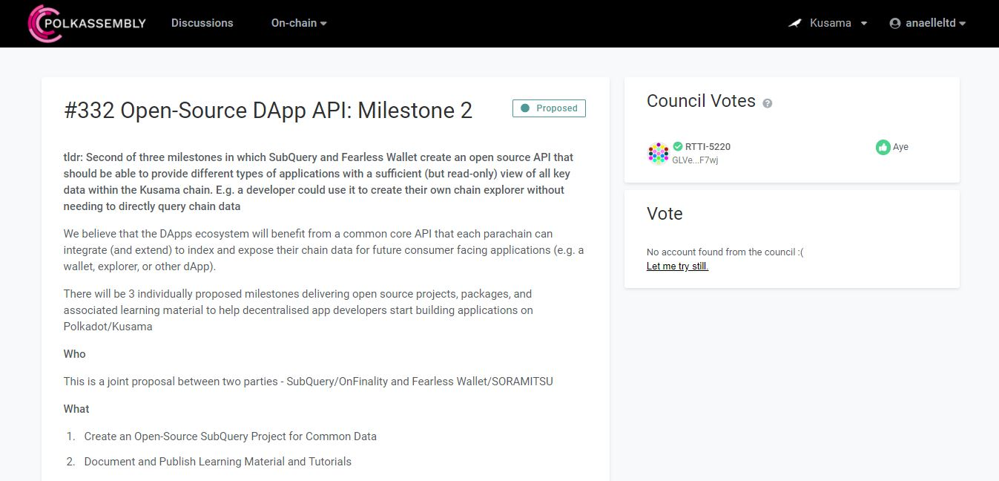 POLKASSEMBLY
Discussions
On-chain
Kusama
anaelleltd
#332 Open-Source DApp API: Milestone 2
Proposed
tldr: Second of three milestones in which SubQuery and Fearless Wallet create an open source API that
should be able to provide different types of applications with a sufficient (but read-only) view of all key
data within the Kusama chain. E.g. a developer could use it to create their own chain explorer without
needing to directly query chain data
We believe that the DApps ecosystem will benefit from a common core API that each parachain can
integrate (and extend) to index and expose their chain data for future consumer facing applications (e.g. a
wallet, explorer, or other dApp).
There will be 3 individually proposed milestones delivering open source projects, packages, and
associated learning material to help decentralised app developers start building applications on
Polkadot/Kusama
Who
This is a joint proposal between two parties - SubQuery/OnFinality and Fearless Wallet/SORAMITSU
What
1. Create an Open-Source SubQuery Project for Common Data
2. Document and Publish Learning Material and Tutorials
Council Votes ?
RTTI-5220
GLVe...F7wj
Aye
Vote
No account found from the council :(
Let me try still.